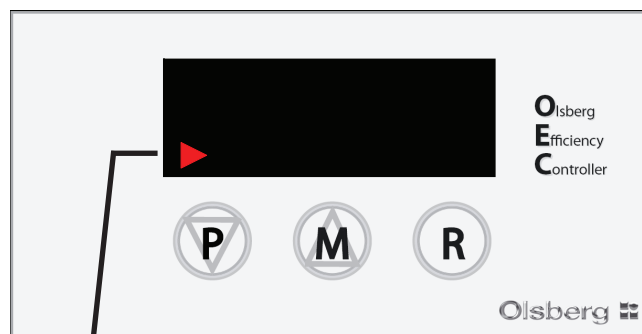 Olsberg
Efficiency
Controller
P M R
Olsberg